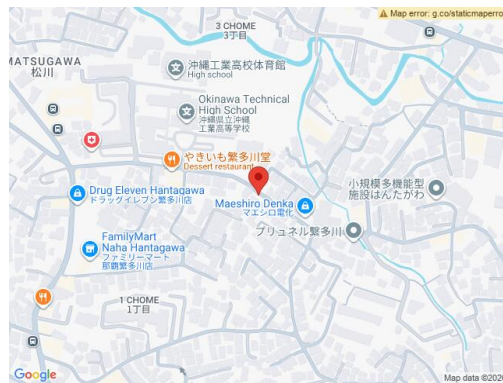 Map error: g.co/staticmaperro
3 CHOME
3丁目
MATSUGAWA
松川
沖縄工業高校体育館
High school
Okinawa Technical
High School
沖縄県立沖縄
工業高等学校
やきいも繁多川堂
Dessert restaurant
Drug Eleven Hantagawa
ドラッグイレブン繁多川店
Maeshiro Denka
マエシロ電化
小規模多機能型
施設はんたがわ
プリュネル繁多川
FamilyMart
Naha Hantagawa
ファミリーマート
那覇繁多川店
1 CHOME
1丁目
Google
Map data ©202